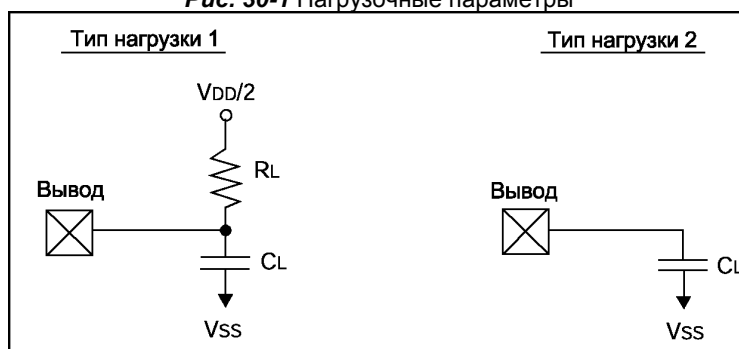 Рис. 30-1 Нагрузочные параметры
Тип нагрузки 1
Тип нагрузки 2
VDD/2
RL
Вывод
CL
VSS
Вывод
CL
VSS